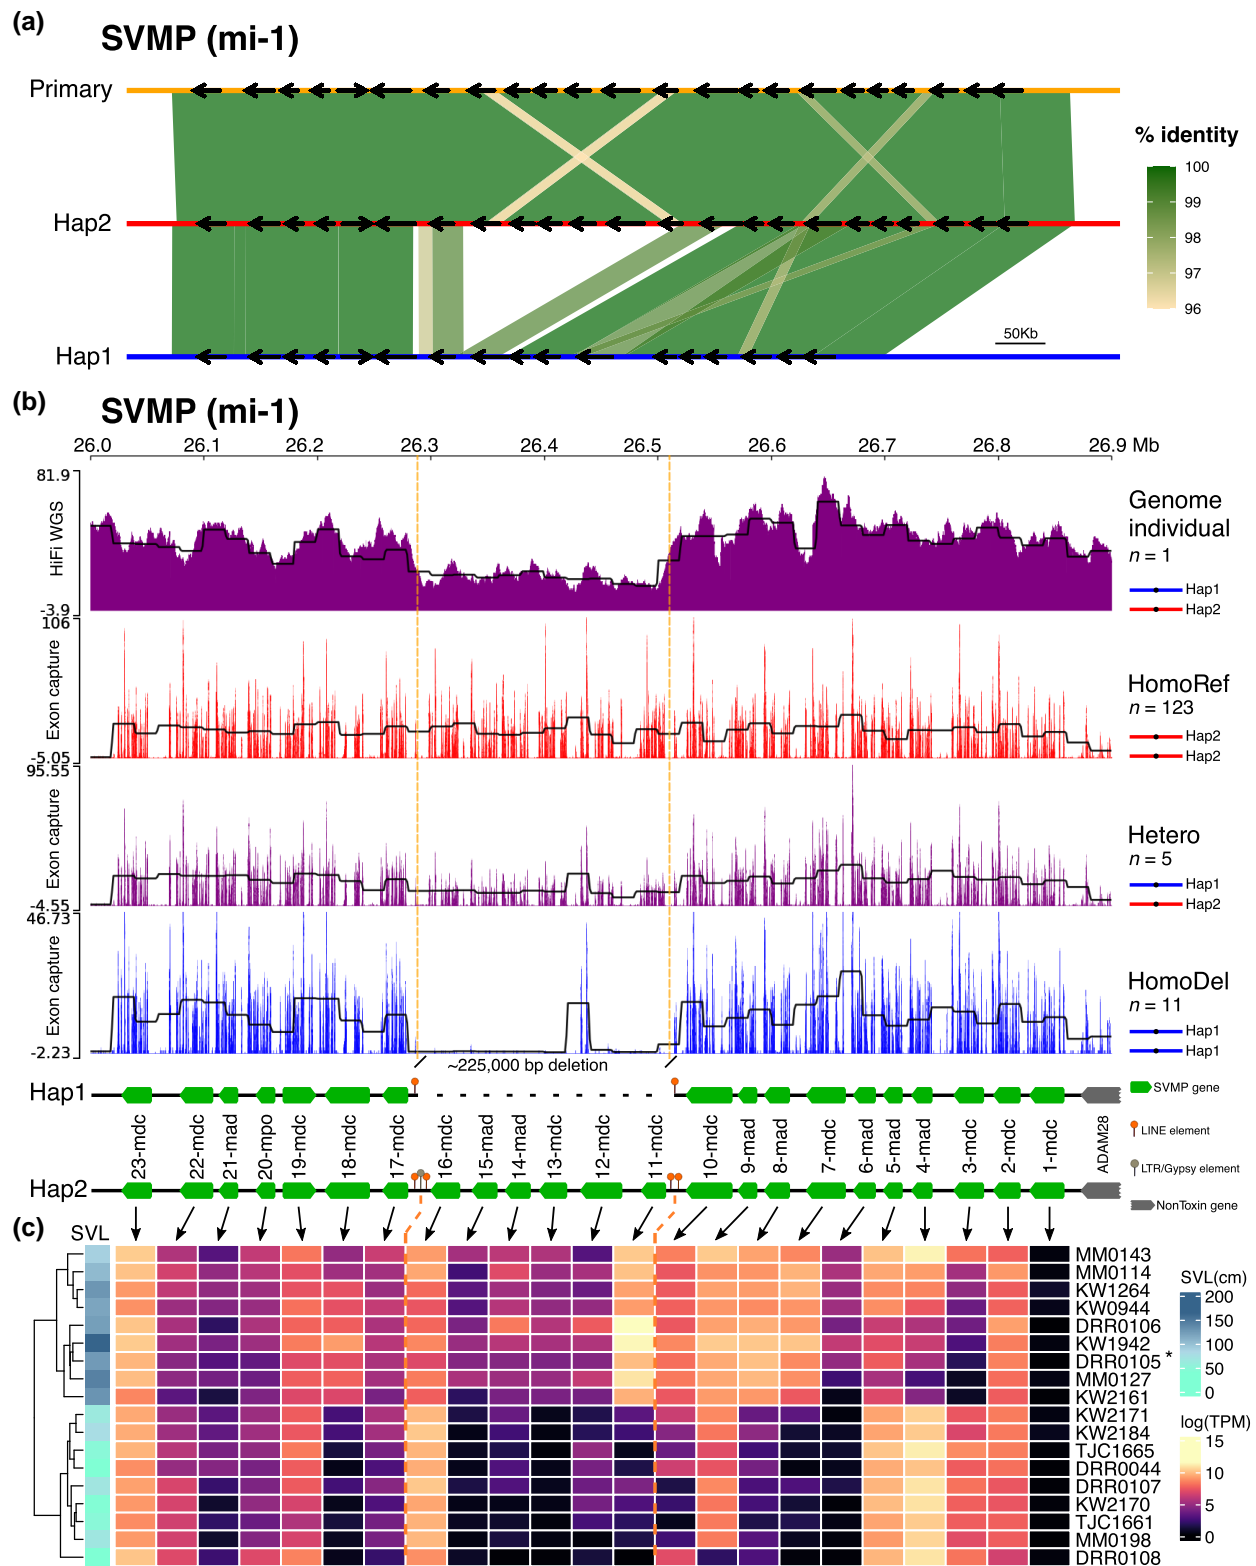 (a)
SVMP (mi-1)
Primary
Hap2
Hap1
% identity
100
99
98
97
96
50Kb
(b)
SVMP (mi-1)
26.0 26.1 26.2 26.3 26.4 26.5 26.6 26.7 26.8 26.9 Mb
81.9
HiFi WGS
-3.9
Genome
individual
n = 1
Hap1
Hap2
106
Exon capture
-5.05
HomoRef
n = 123
Hap2
Hap2
95.55
Exon capture
-4.55
Hetero
n = 5
Hap1
Hap2
46.73
Exon capture
-2.23
HomoDel
n = 11
Hap1
Hap1
~225,000 bp deletion
Hap1
23-mdc
22-mdc
21-mad
20-mpo
19-mdc
18-mdc
17-mdc
16-mdc
15-mad
14-mdc
13-mdc
12-mdc
11-mdc
10-mdc
9-mad
8-mad
7-mdc
6-mad
5-mad
4-mad
3-mdc
2-mdc
1-mdc
ADAM28
Hap2
SVMP gene
LINE element
LTR/Gypsy element
NonToxin gene
(c)
SVL
MM0143
MM0114
KW1264
KW0944
DRR0106
KW1942
DRR0105 *
MM0127
KW2161
KW2171
KW2184
TJC1665
DRR0044
DRR0107
KW2170
TJC1661
MM0198
DRR0108
SVL(cm)
200
150
100
50
0
log(TPM)
15
10
5
0